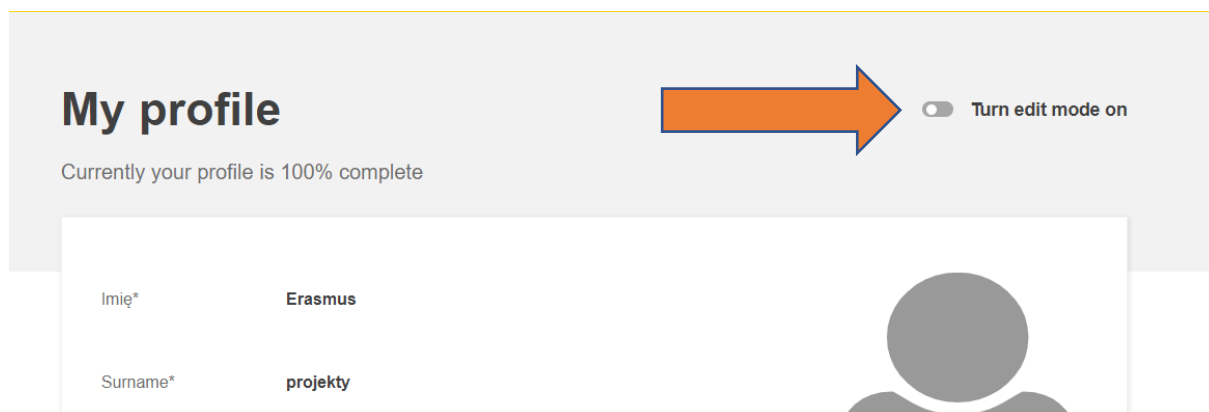 My profile
Turn edit mode on
Currently your profile is 100% complete
Imię* Erasmus
Surname* projekty